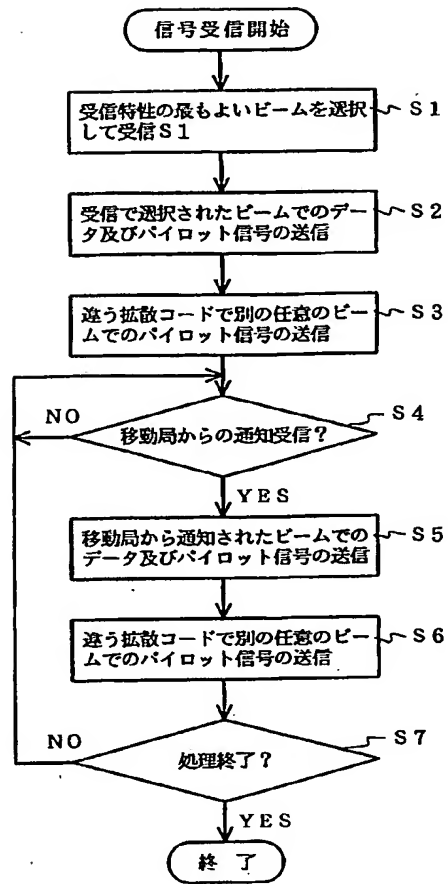 信号受信開始
受信特性の最もよいビームを選択
して受信S1
S1
受信で選択されたビームでのデー
タ及びパイロット信号の送信
S2
違う拡散コードで別の任意のビー
ムでのパイロット信号の送信
S3
NO
移動局からの通知受信?
S4
YES
移動局から通知されたビームでの
データ及びパイロット信号の送信
S5
違う拡散コードで別の任意のビー
ムでのパイロット信号の送信
S6
NO
処理終了?
S7
YES
終 了